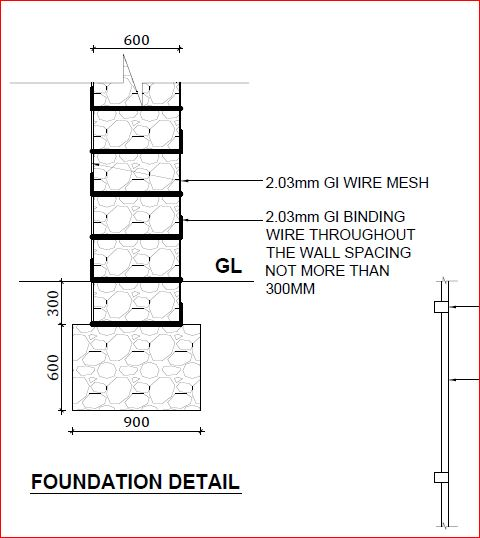 600
2.03mm GI WIRE MESH
2.03mm GI BINDING
WIRE THROUGHOUT
THE WALL SPACING
NOT MORE THAN
300MM
GL
300
600
900
FOUNDATION DETAIL